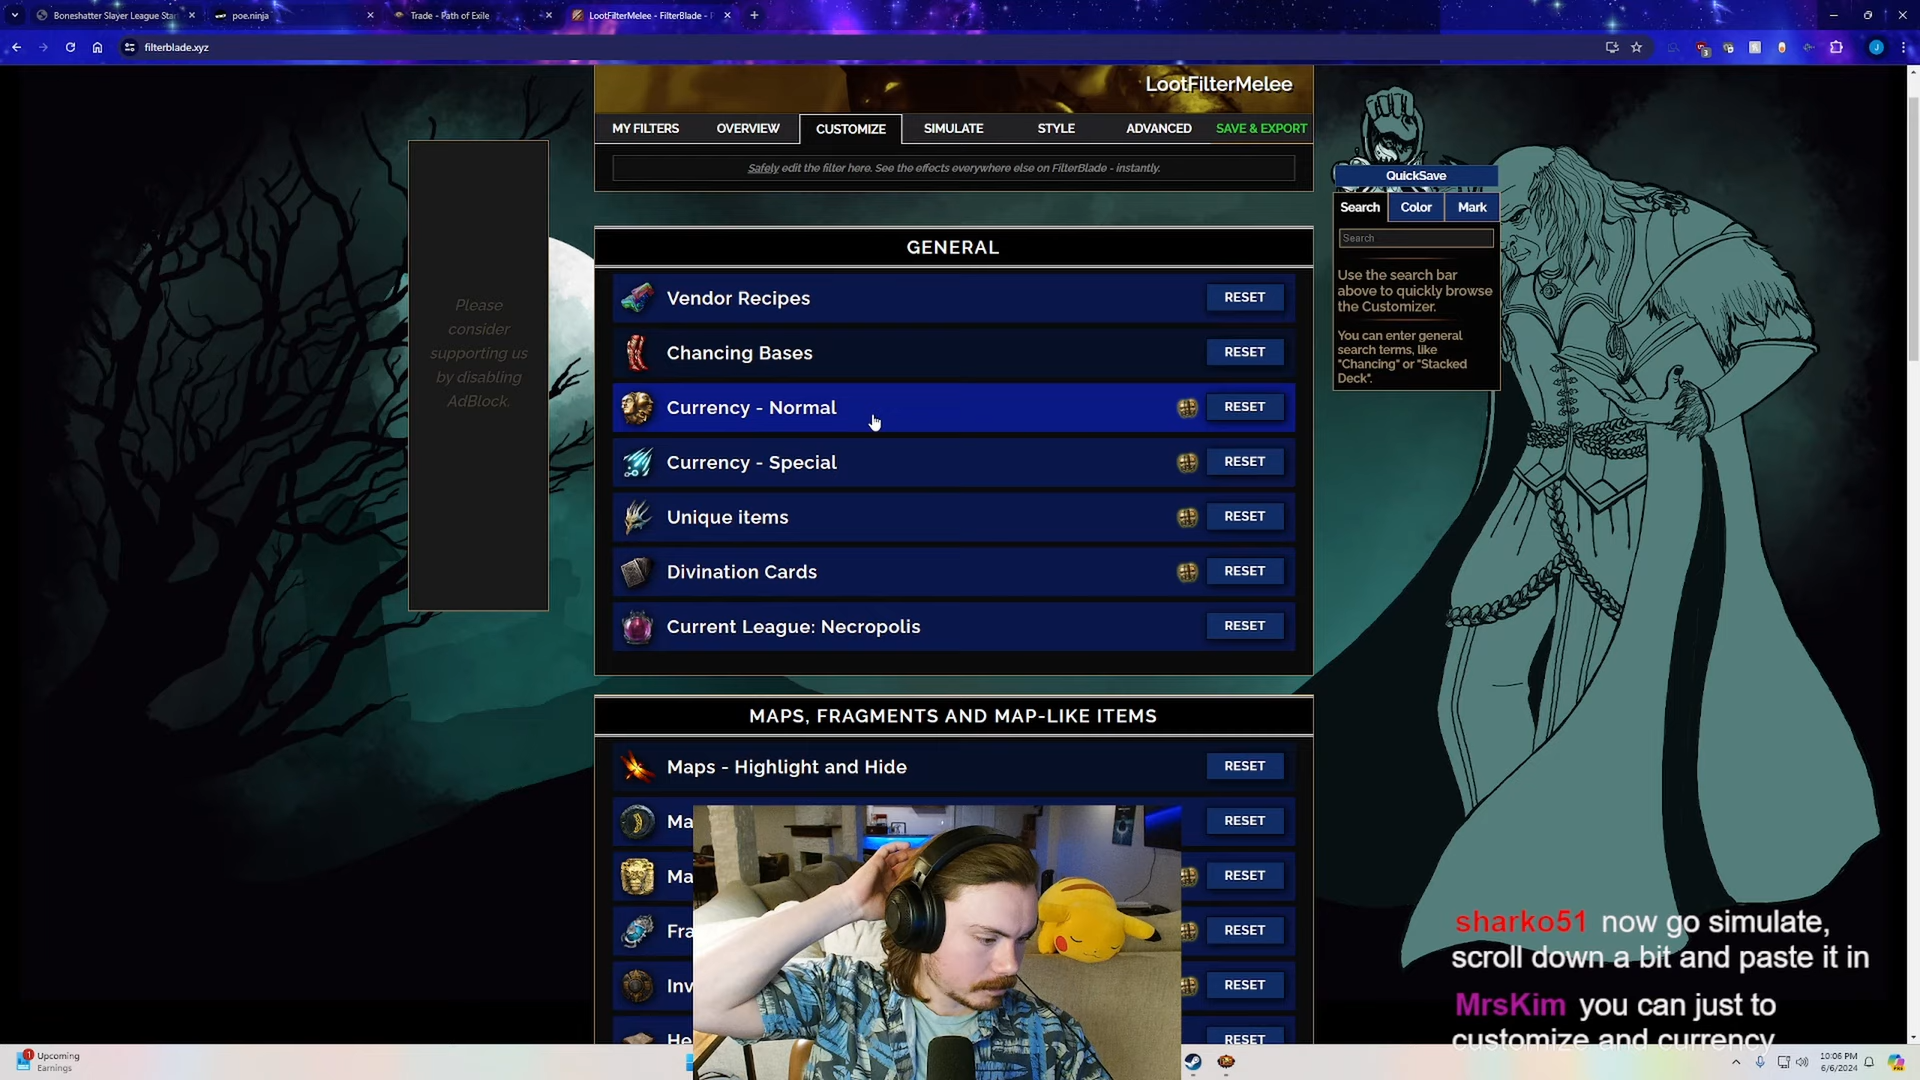 Boneshatter Slayer League Star
poe.ninja
Trade - Path of Exile
LootFilterMelee - FilterBlade - P
filterblade.xyz
LootFilterMelee
MY FILTERS
OVERVIEW
CUSTOMIZE
SIMULATE
STYLE
ADVANCED
SAVE & EXPORT
Safely edit the filter here. See the effects everywhere else on FilterBlade - instantly.
Please
consider
supporting us
by disabling
AdBlock.
QuickSave
Search
Color
Mark
Search
Use the search bar
above to quickly browse
the Customizer.
You can enter general
search terms, like
"Chancing" or "Stacked
Deck".
GENERAL
Vendor Recipes
RESET
Chancing Bases
RESET
Currency - Normal
RESET
Currency - Special
RESET
Unique items
RESET
Divination Cards
RESET
Current League: Necropolis
RESET
MAPS, FRAGMENTS AND MAP-LIKE ITEMS
Maps - Highlight and Hide
RESET
Ma
RESET
Ma
RESET
Fra
RESET
Inv
RESET
He
RESET
sharko51 now go simulate,
scroll down a bit and paste it in
MrsKim you can just to
customize and currency
1
Upcoming
Earnings
10:06 PM
6/6/2024